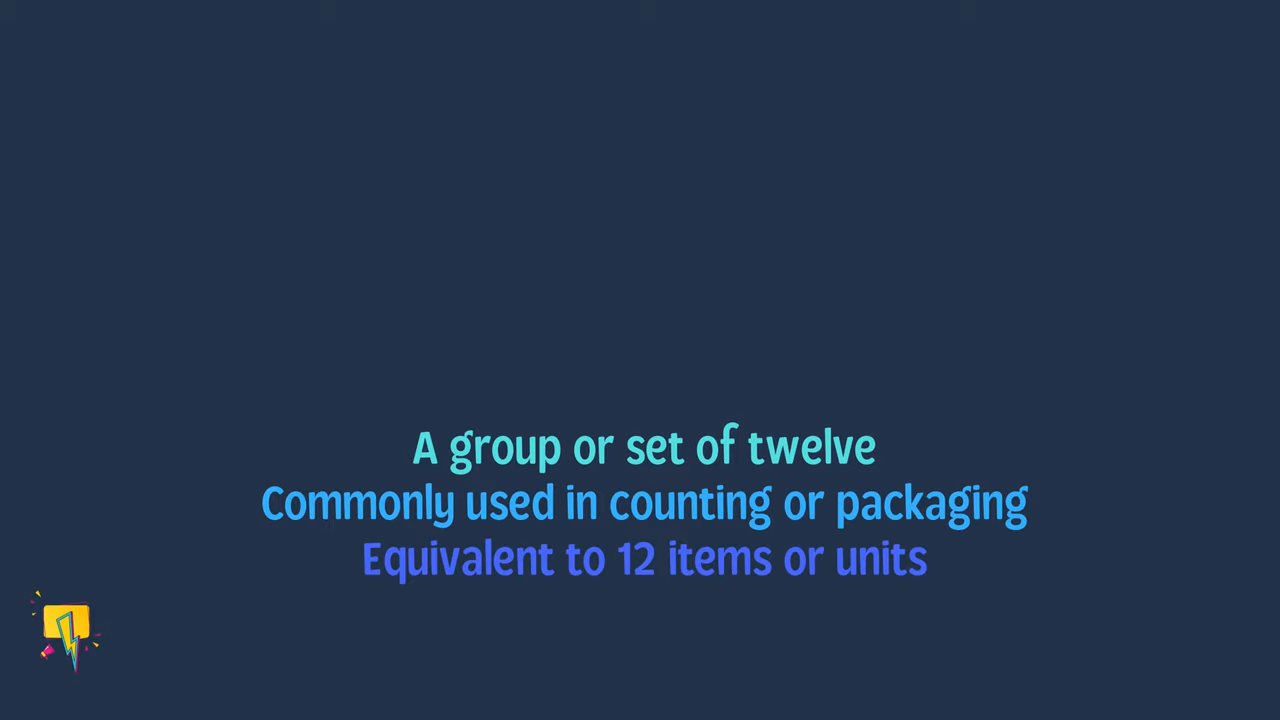 A group or set of twelve
Commonly used in counting or packaging
Equivalent to 12 items or units